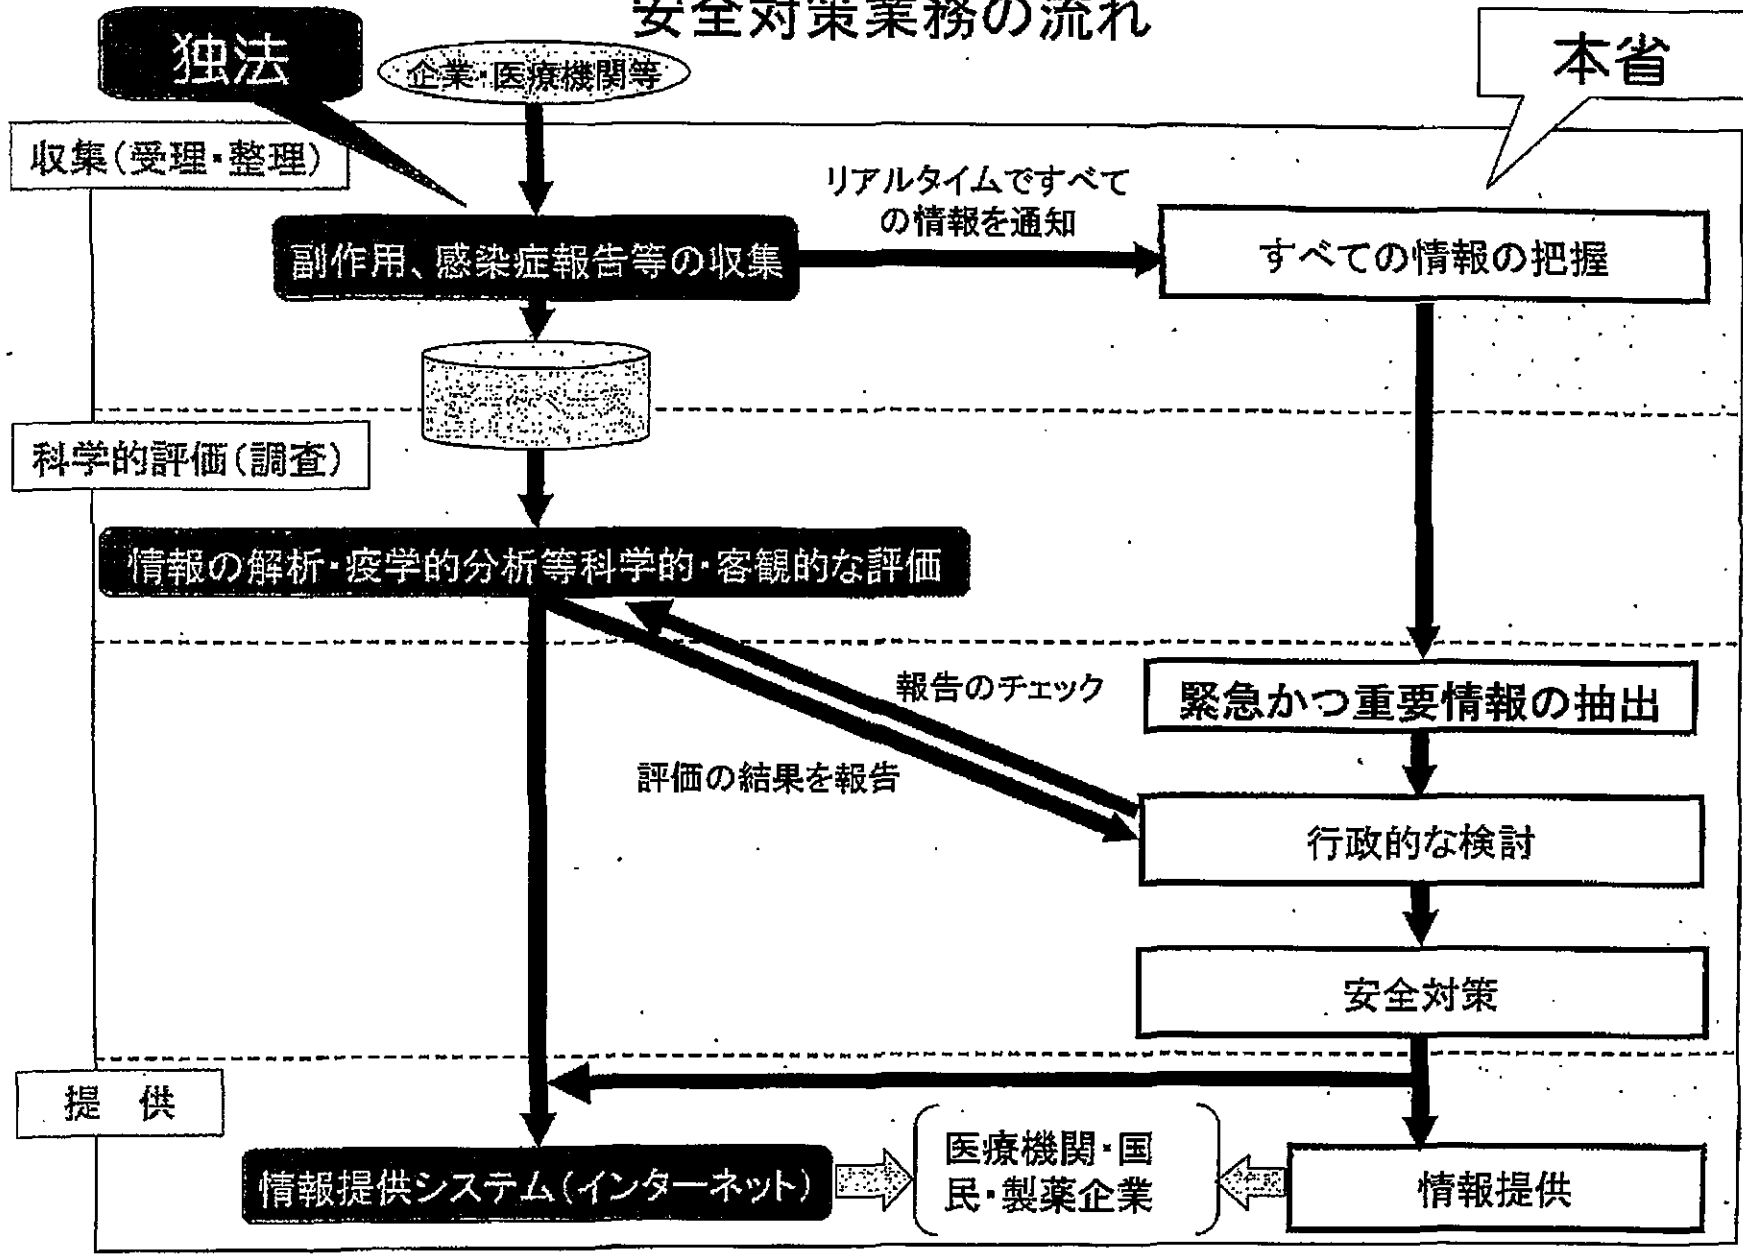 安全対策業務の流れ
独法
企業・医療機関等
本省
収集(受理・整理)
リアルタイムですべて
の情報を通知
副作用、感染症報告等の収集
すべての情報の把握
科学的評価(調査)
情報の解析・疫学的分析等科学的・客観的な評価
緊急かつ重要情報の抽出
報告のチェック
評価の結果を報告
行政的な検討
安全対策
提 供
医療機関・国
民・製薬企業
情報提供システム(インターネット)
情報提供